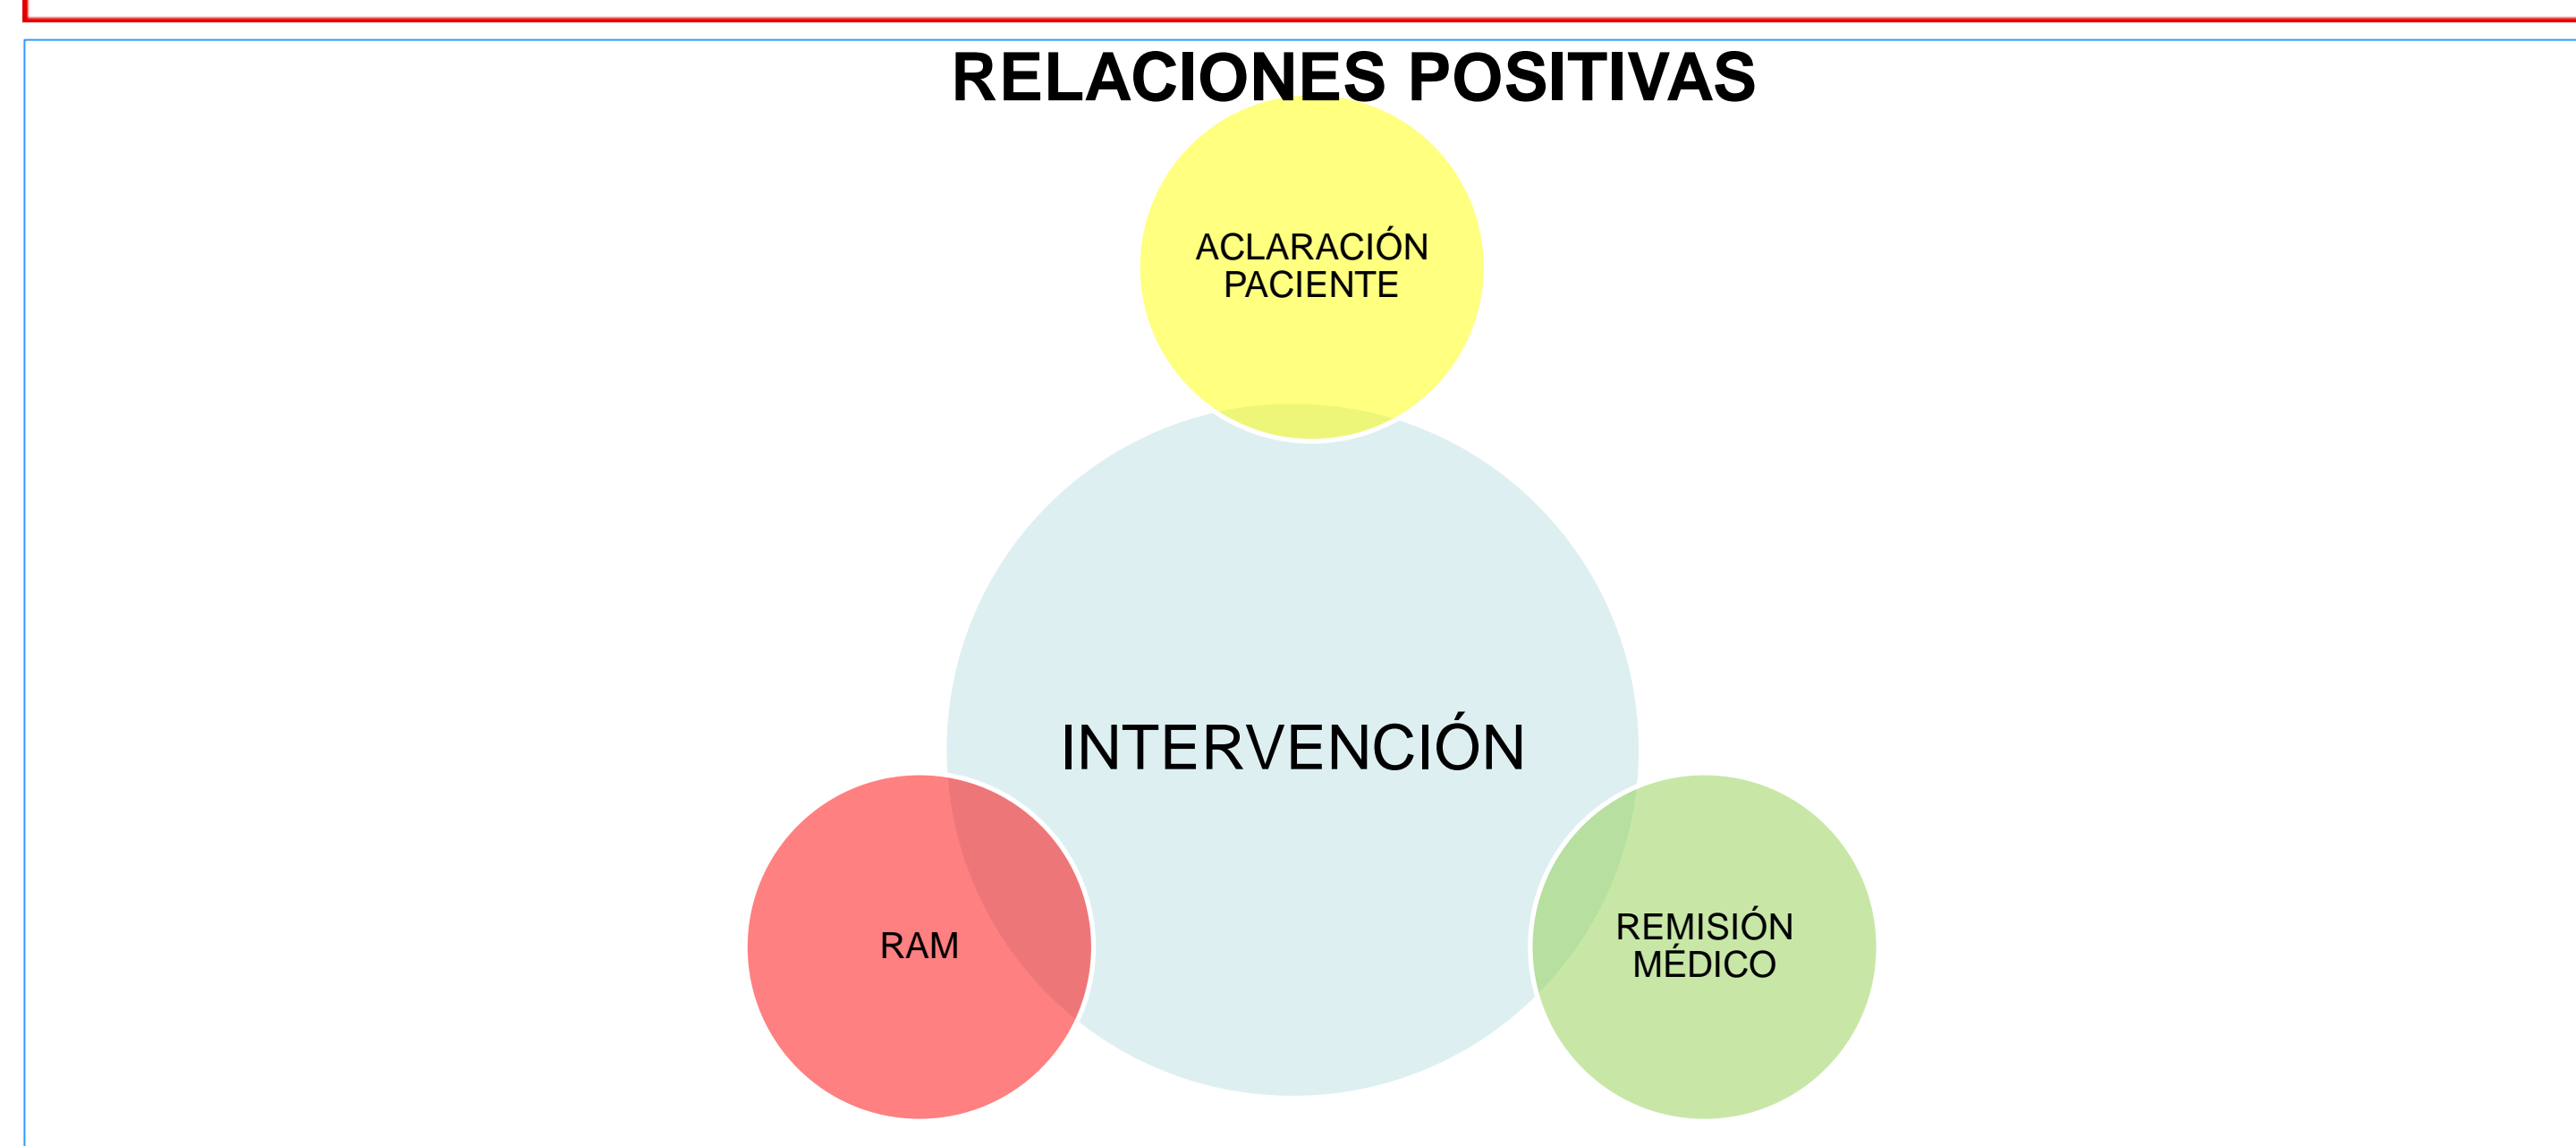 RELACIONES POSITIVAS
ACLARACIÓN
PACIENTE
INTERVENCIÓN
RAM
REMISIÓN
MÉDICO